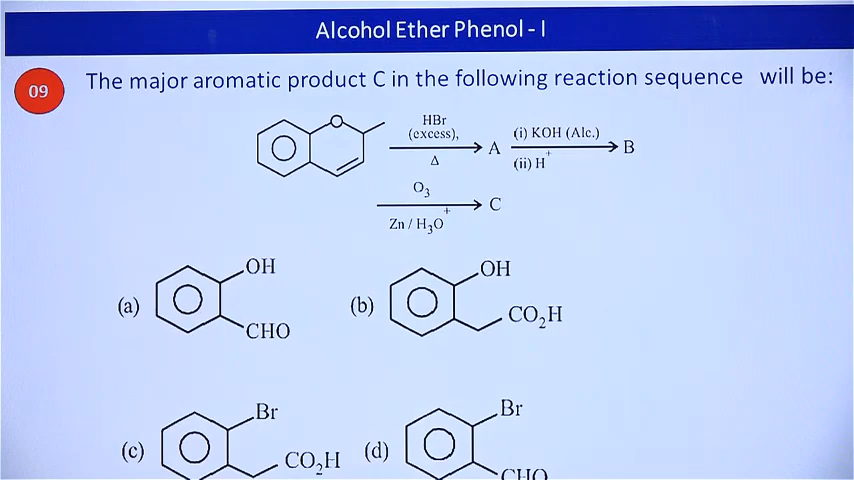 Alcohol Ether Phenol - I
09 The major aromatic product C in the following reaction sequence will be:
O
HBr
(excess),
Δ
A
(i) KOH (Alc.)
(ii) H+
B
O3
Zn / H3O+
C
(a) OH
CHO
(b) OH
CO2H
(c) Br
CO2H
(d) Br
CHO